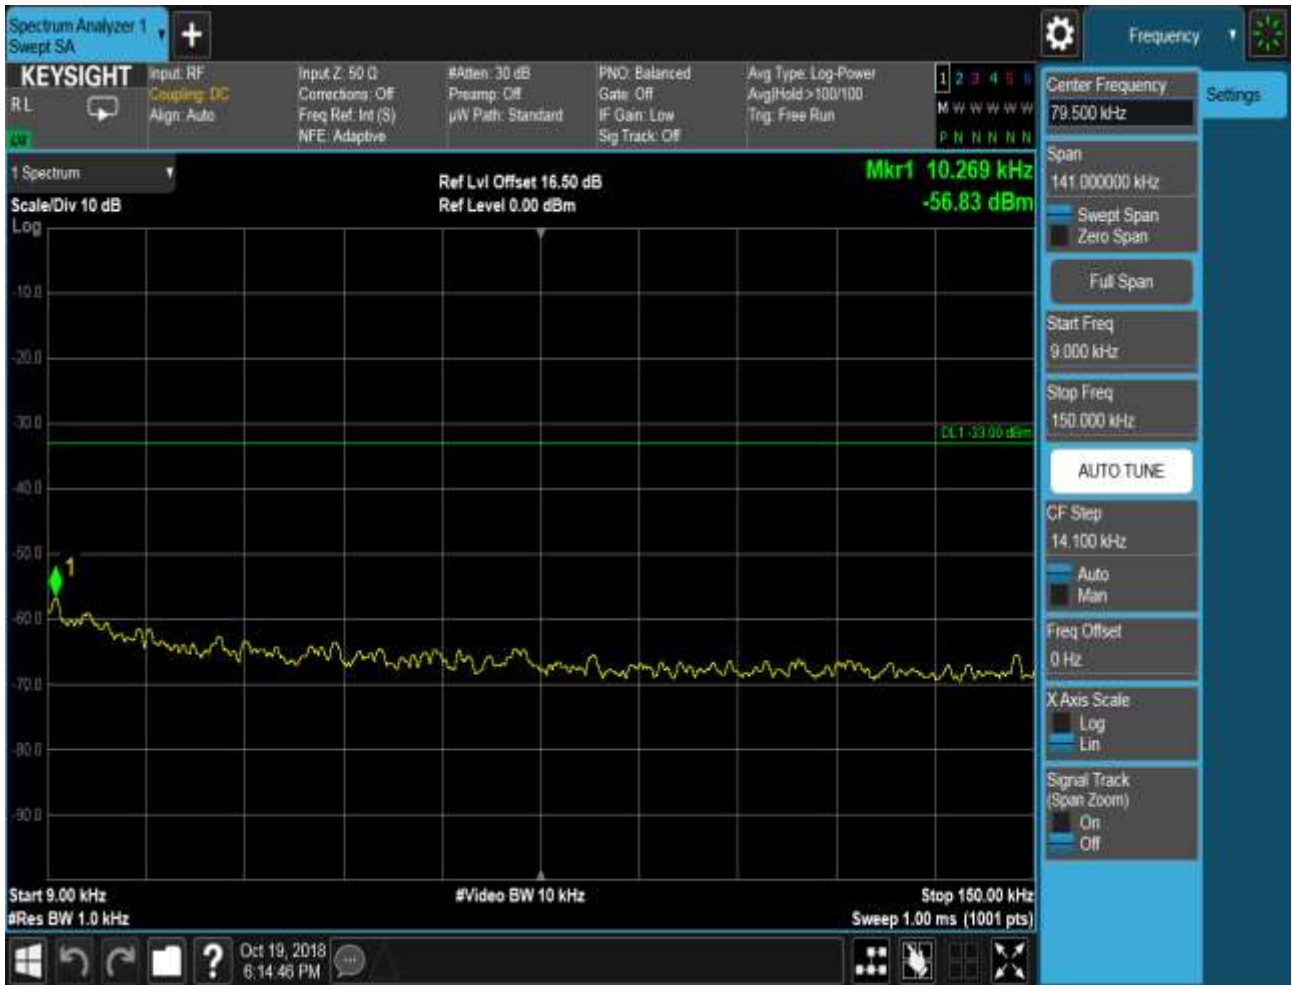 Spectrum Analyzer 1
Swept SA
+
Frequency
KEYSIGHT
RL
Input: RF
Coupling: DC
Align: Auto
Input Z: 50 Ω
Corrections: Off
Freq Ref: Int (S)
NFE: Adaptive
#Atten: 30 dB
Preamp: Off
µW Path: Standard
PNO: Balanced
Gate: Off
IF Gain: Low
Sig Track: Off
Avg Type: Log-Power
Avg|Hold:>100/100
Trig: Free Run
1 2 3 4 5 6
M W W W W W
P N N N N N
1 Spectrum
Scale/Div 10 dB
Log
Ref Lvl Offset 16.50 dB
Ref Level 0.00 dBm
Mkr1 10.269 kHz
-56.83 dBm
-10.0
-20.0
-30.0
DL1 -33.00 dBm
-40.0
-50.0
1
-60.0
-70.0
-80.0
-90.0
Start 9.00 kHz
#Video BW 10 kHz
Stop 150.00 kHz
#Res BW 1.0 kHz
Sweep 1.00 ms (1001 pts)
?
Oct 19, 2018
6:14:46 PM
Center Frequency
79.500 kHz
Settings
Span
141.000000 kHz
Swept Span
Zero Span
Full Span
Start Freq
9.000 kHz
Stop Freq
150.000 kHz
AUTO TUNE
CF Step
14.100 kHz
Auto
Man
Freq Offset
0 Hz
X Axis Scale
Log
Lin
Signal Track
(Span Zoom)
On
Off